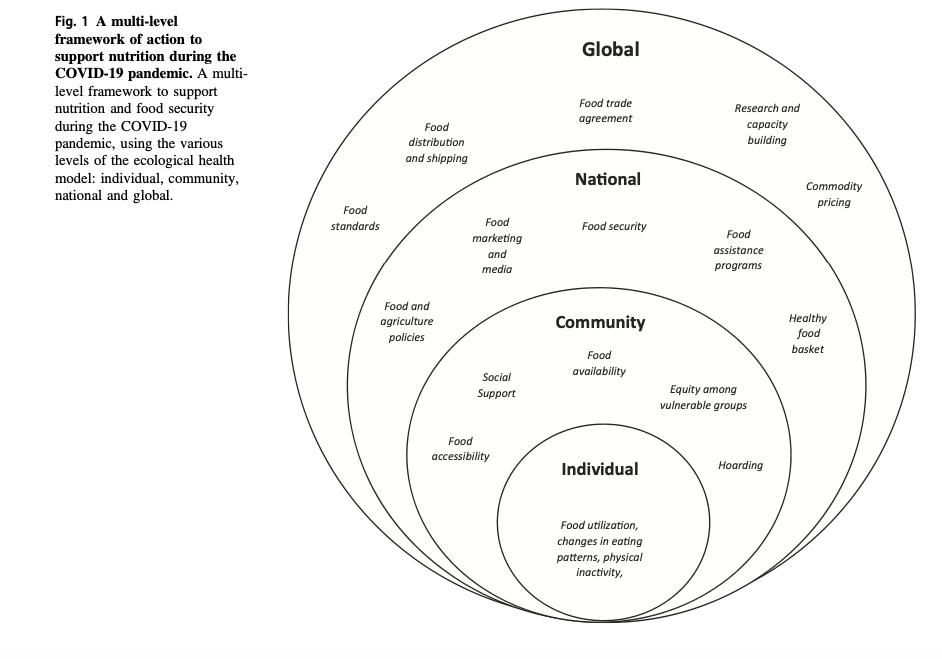 Fig. 1 A multi-level
framework of action to
support nutrition during the
COVID-19 pandemic. A multi-
level framework to support
nutrition and food security
during the COVID-19
pandemic, using the various
levels of the ecological health
model: individual, community,
national and global.
Global
Food trade
agreement
Research and
capacity
building
Food
distribution
and shipping
Commodity
pricing
Food
standards
National
Food
marketing
and
media
Food security
Food
assistance
programs
Food and
agriculture
policies
Healthy
food
basket
Community
Food
availability
Social
Support
Equity among
vulnerable groups
Food
accessibility
Hoarding
Individual
Food utilization,
changes in eating
patterns, physical
inactivity,